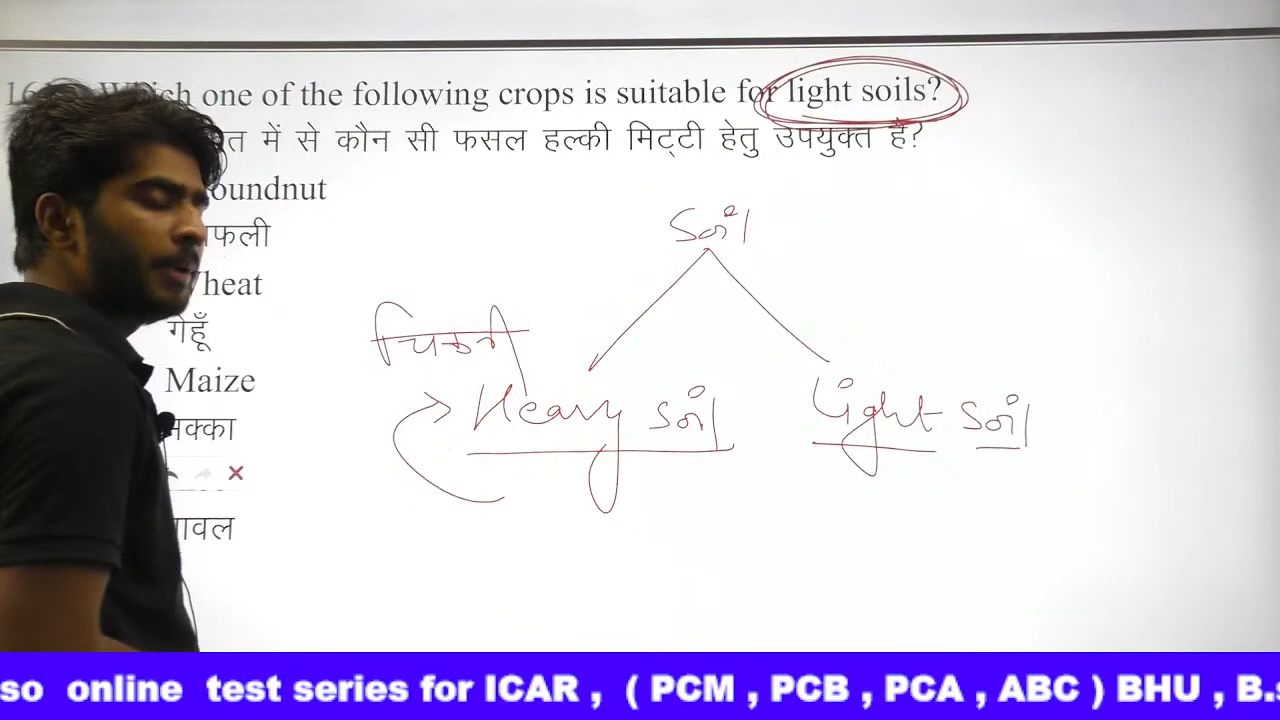 Which one of the following crops is suitable for light soils?
में से कौन सी फसल हल्की मिट्टी हेतु उपयुक्त है?
oundnut
फली
heat
गेहूँ
Maize
मक्का
ावल
Soil
चिकनी
Heavy soil
Light soil
so online test series for ICAR , ( PCM , PCB , PCA , ABC ) BHU , B.s